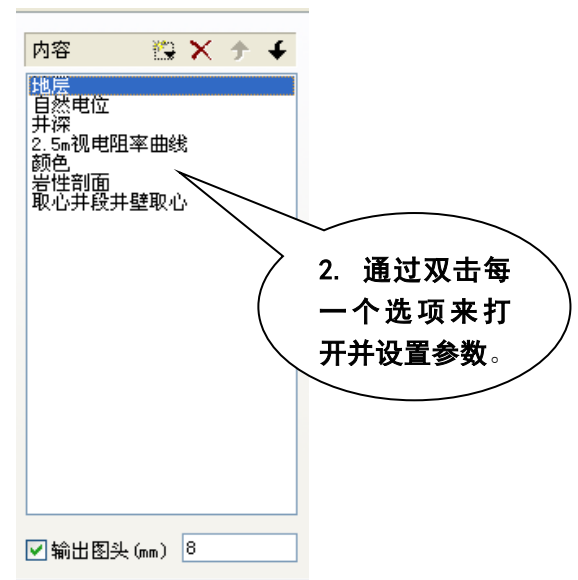 内容
地层
自然电位
井深
2.5m视电阻率曲线
颜色
岩性剖面
取心井段井壁取心
2. 通过双击每
一个选项来打
开并设置参数。
输出图头(mm) 8